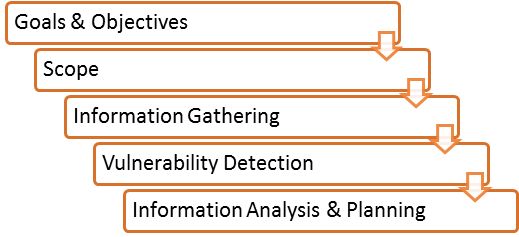 Goals & Objectives
Scope
Information Gathering
Vulnerability Detection
Information Analysis & Planning